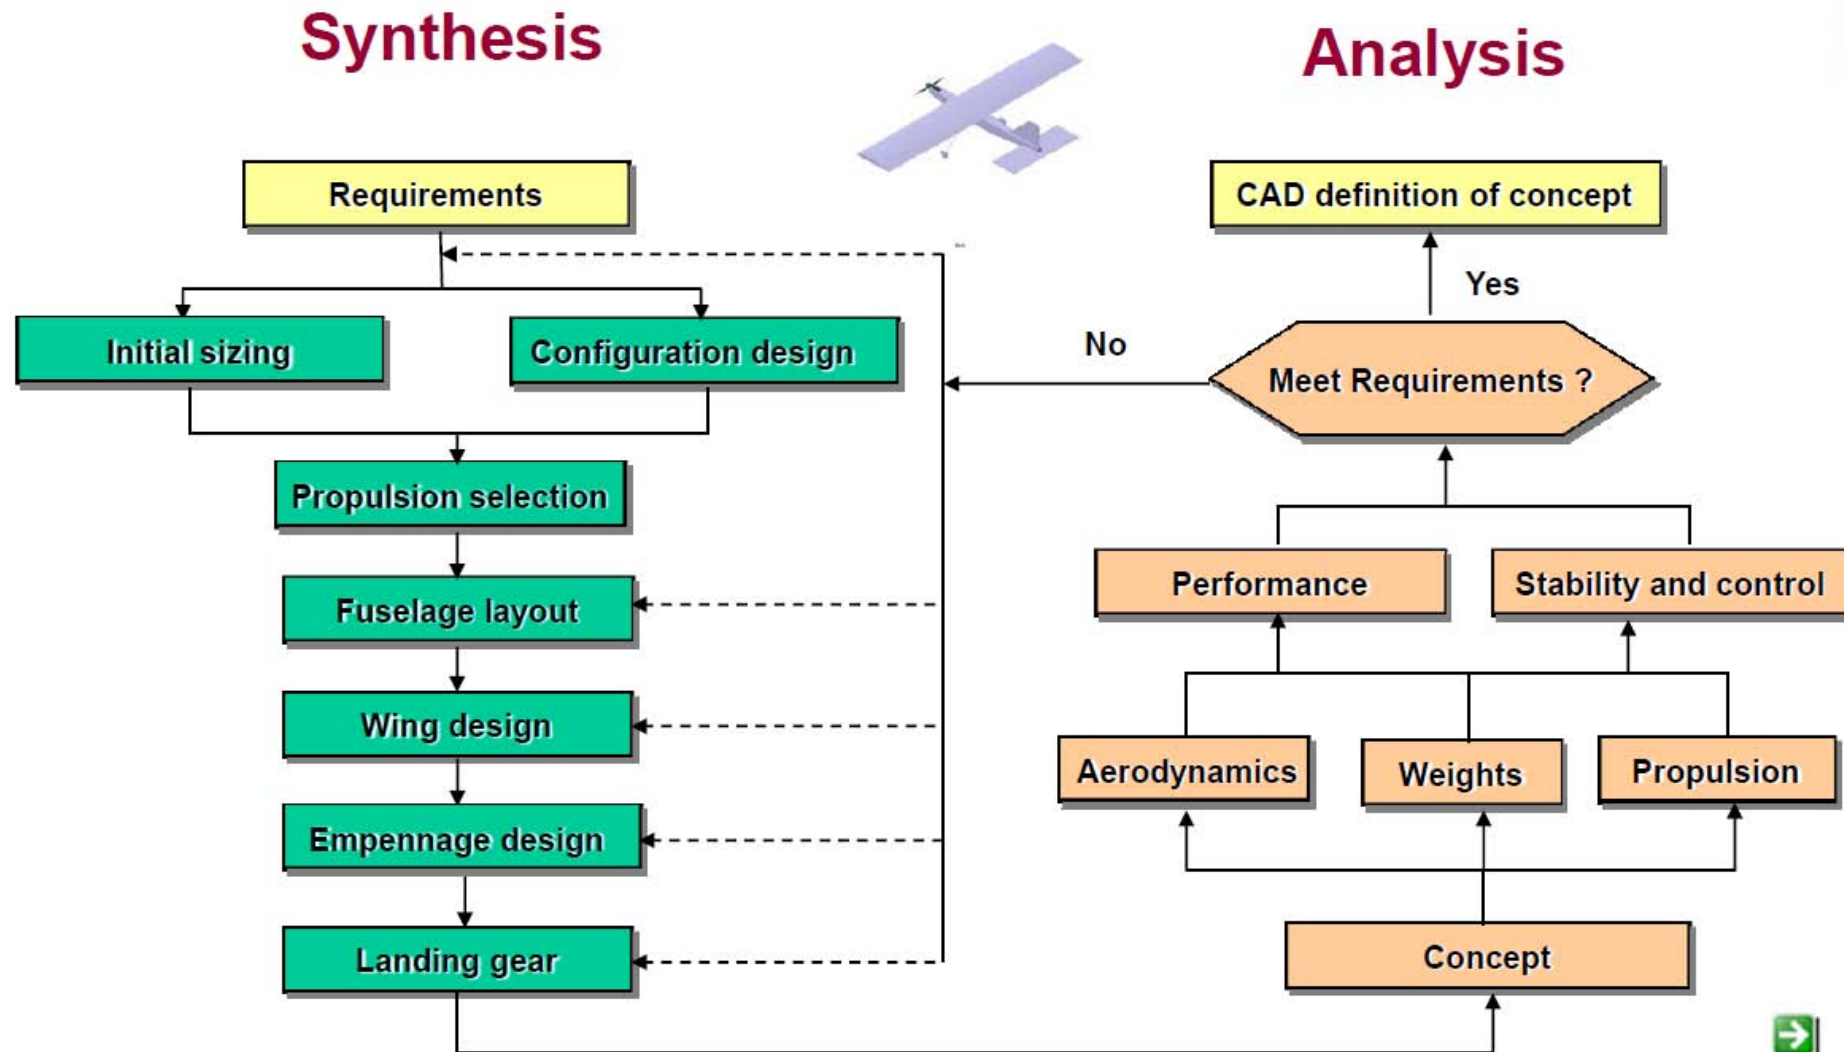 Synthesis
Analysis
Requirements
CAD definition of concept
Yes
Initial sizing
Configuration design
No
Meet Requirements ?
Propulsion selection
Fuselage layout
Performance
Stability and control
Wing design
Aerodynamics
Weights
Propulsion
Empennage design
Landing gear
Concept